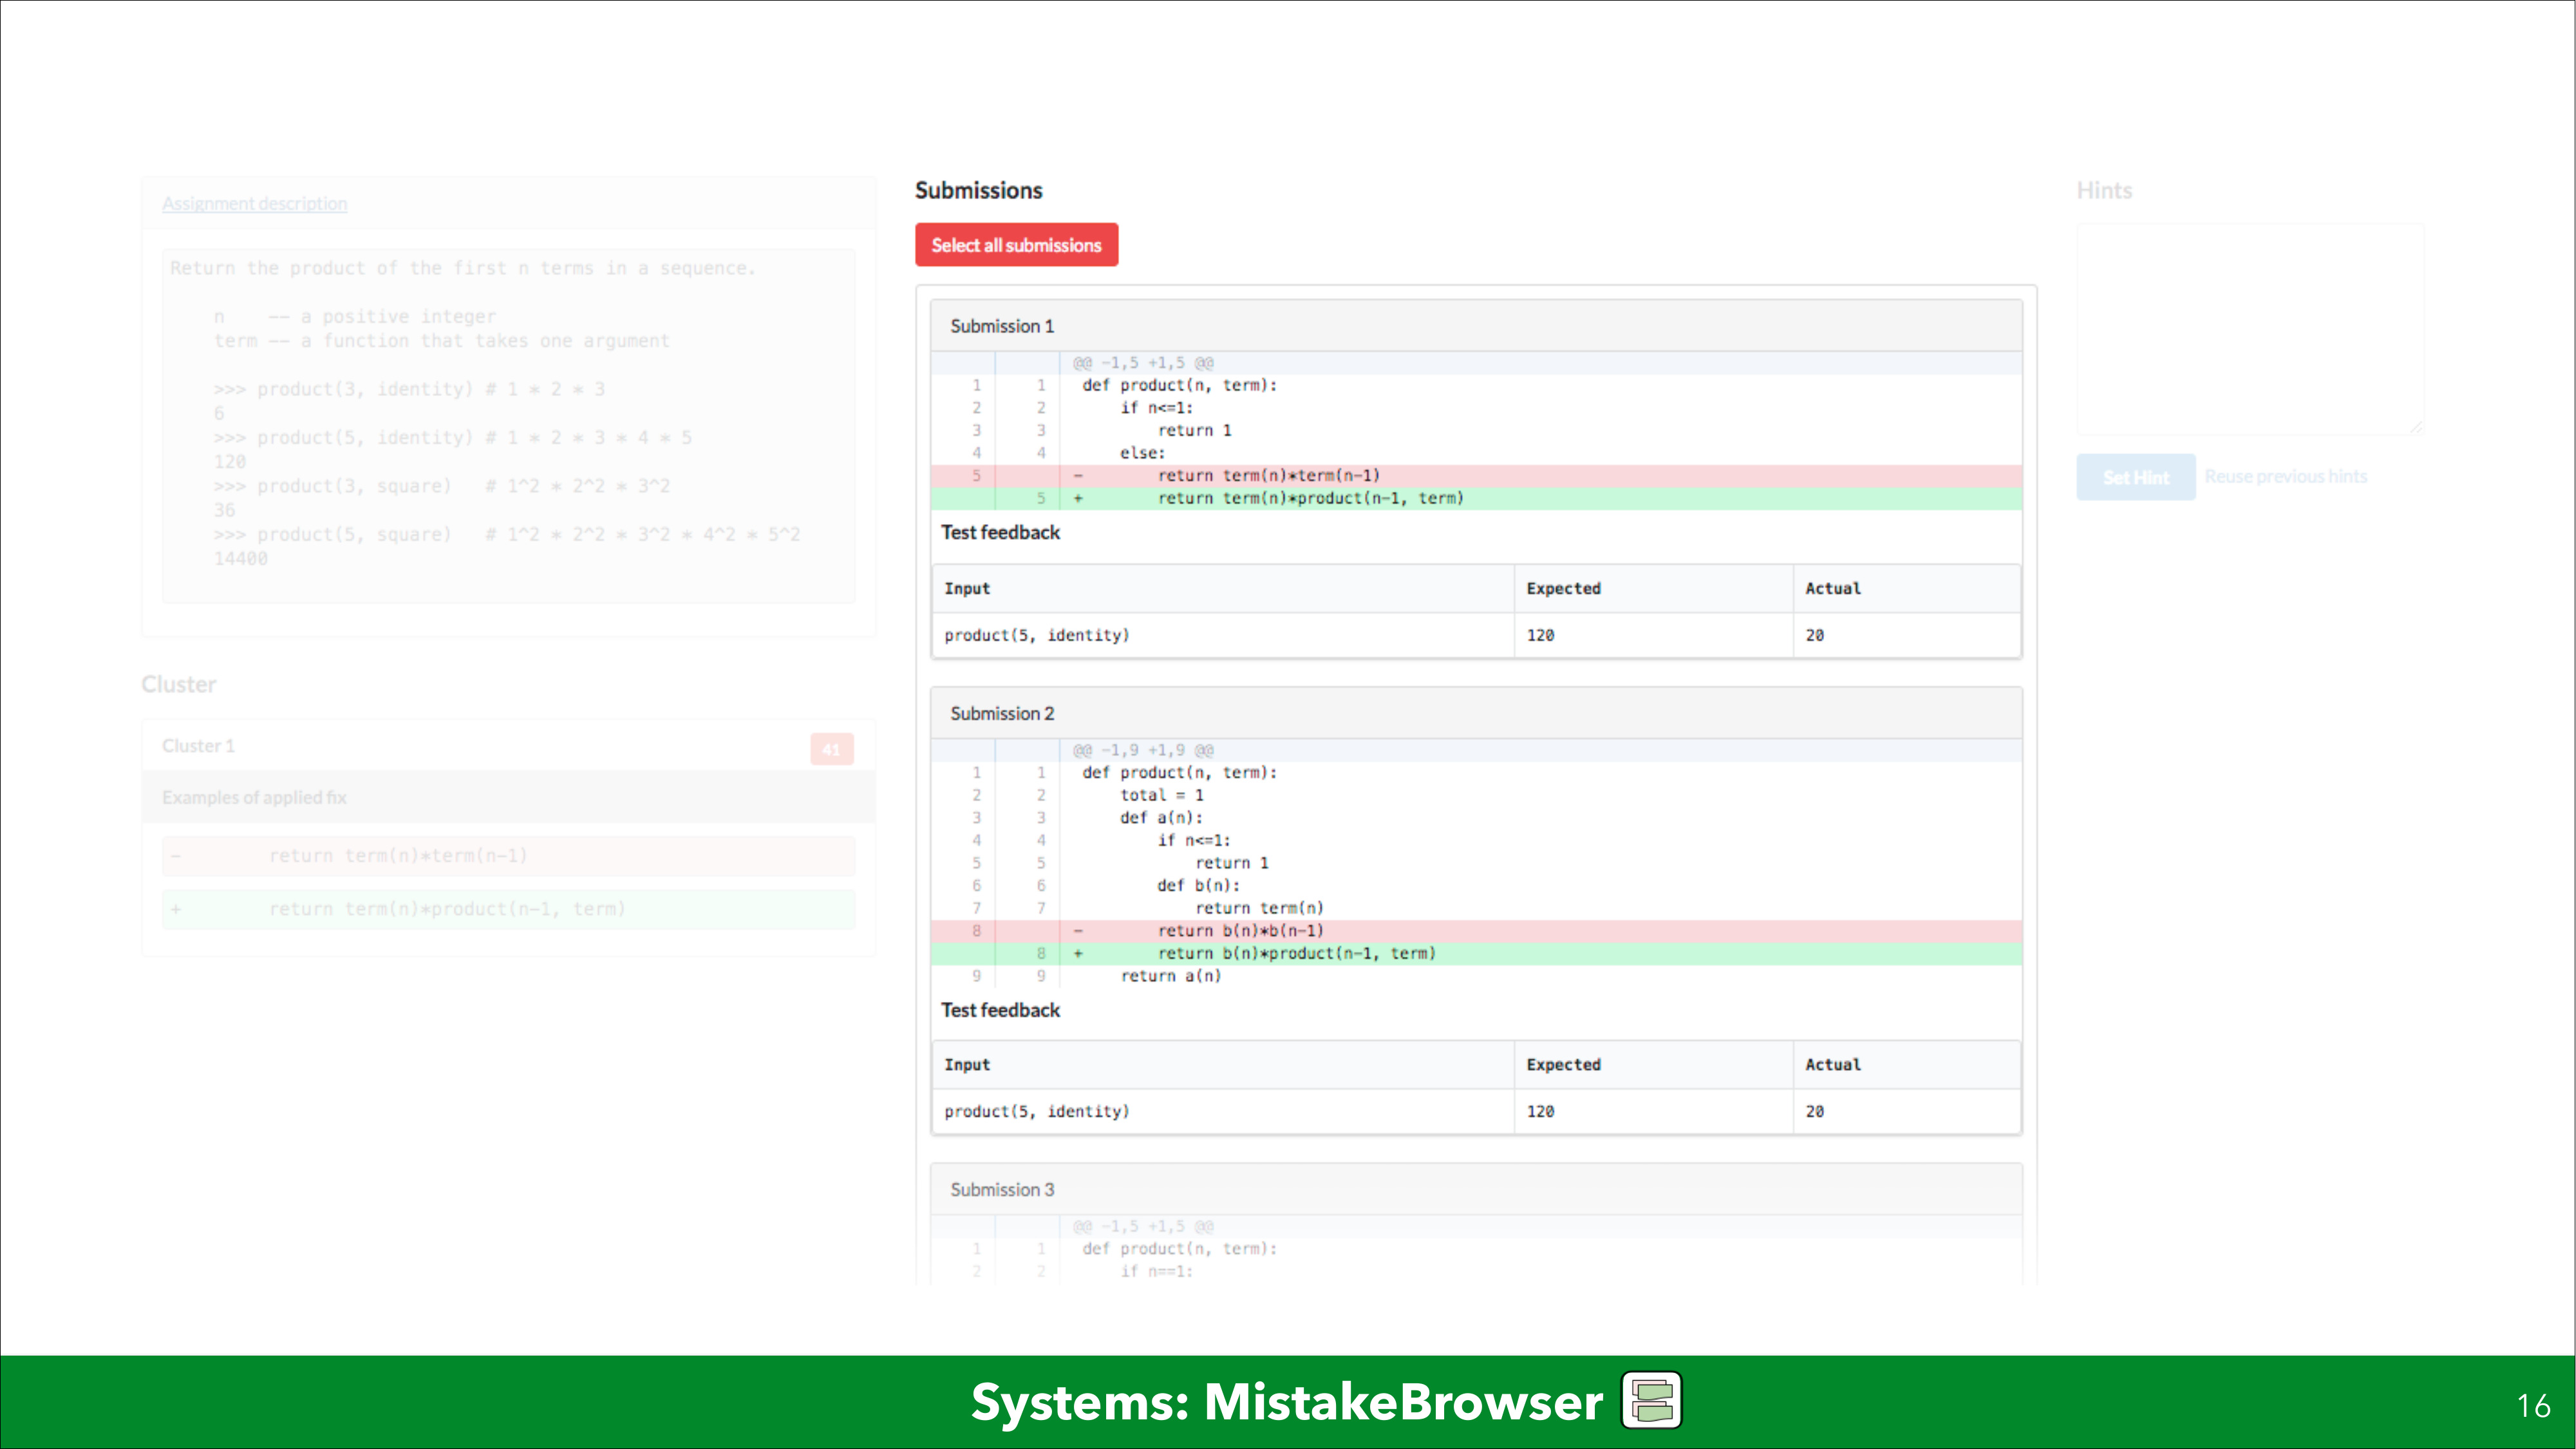 Assignment description
Return the product of the first n terms in a sequence.
n    -- a positive integer
term -- a function that takes one argument
>>> product(3, identity) # 1 * 2 * 3
6
>>> product(5, identity) # 1 * 2 * 3 * 4 * 5
120
>>> product(3, square)   # 1^2 * 2^2 * 3^2
36
>>> product(5, square)   # 1^2 * 2^2 * 3^2 * 4^2 * 5^2
14400
Cluster
Cluster 1 41
Examples of applied fix
-        return term(n)*term(n-1)
+        return term(n)*product(n-1, term)
Submissions
Select all submissions
Submission 1
@@ -1,5 +1,5 @@
1 1 def product(n, term):
2 2     if n<=1:
3 3         return 1
4 4     else:
5 -         return term(n)*term(n-1)
5 +         return term(n)*product(n-1, term)
Test feedback
Input Expected Actual
product(5, identity) 120 20
Submission 2
@@ -1,9 +1,9 @@
1 1 def product(n, term):
2 2     total = 1
3 3     def a(n):
4 4         if n<=1:
5 5             return 1
6 6         def b(n):
7 7             return term(n)
8 -         return b(n)*b(n-1)
8 +         return b(n)*product(n-1, term)
9 9     return a(n)
Test feedback
Input Expected Actual
product(5, identity) 120 20
Submission 3
@@ -1,5 +1,5 @@
1 1 def product(n, term):
2 2     if n==1:
Hints
Set Hint Reuse previous hints
Systems: MistakeBrowser
16